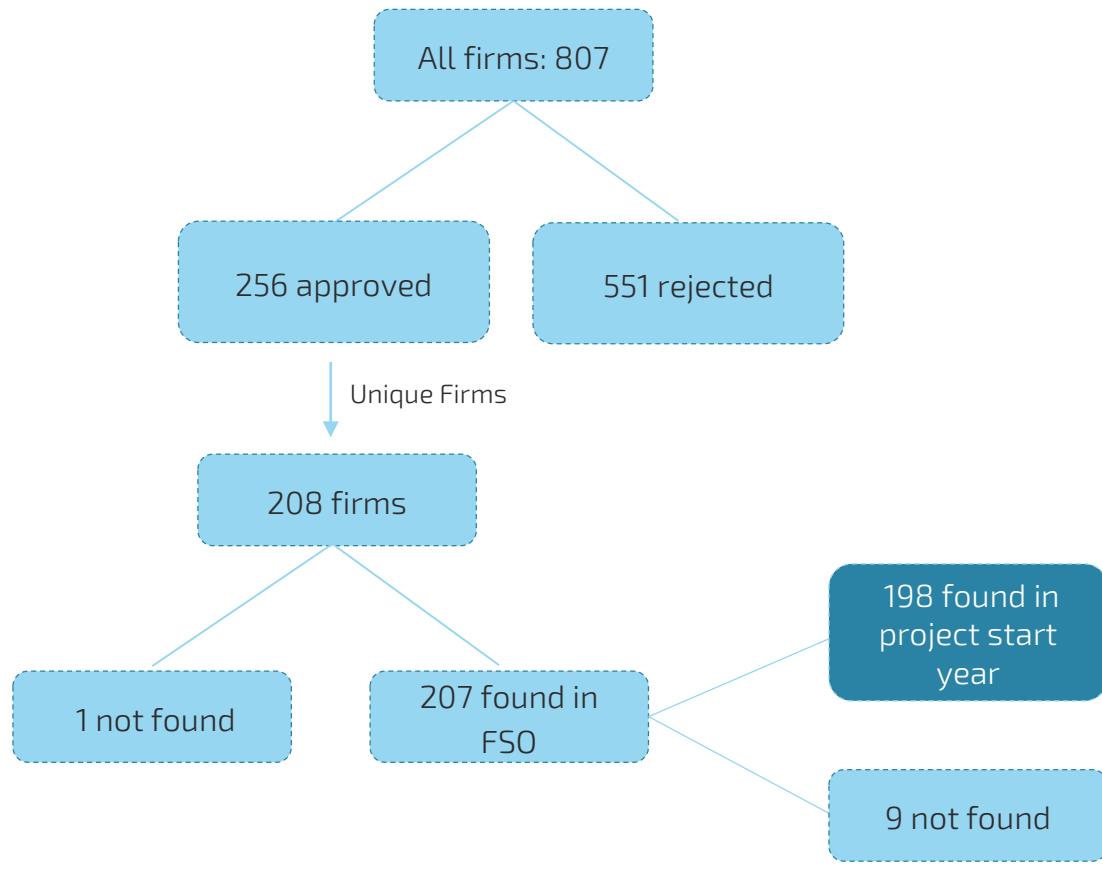 All firms: 807
256 approved
551 rejected
Unique Firms
208 firms
1 not found
207 found in
FSO
198 found in
project start
year
9 not found